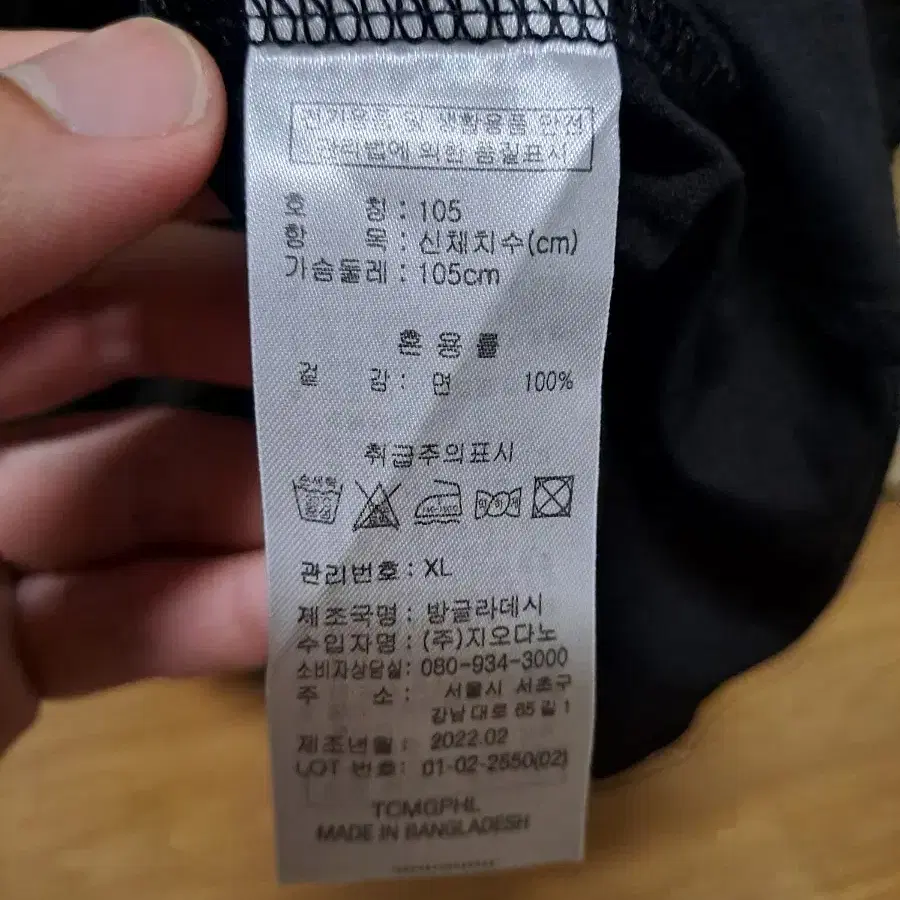 전기용품 및 생활용품 안전
관리법에 의한 품질표시
호 칭 : 105
항 목 : 신체치수(cm)
가슴둘레 : 105cm
혼 용 률
겉 감 : 면 100%
취급주의표시
손세탁
중성
관리번호 : XL
제조국명 : 방글라데시
수입자명 : (주)지오다노
소비자상담실: 080-934-3000
주 소 : 서울시 서초구
강남대로 65길 1
제조년월 : 2022.02
LOT 번호: 01-02-2550(02)
TCMGPHL
MADE IN BANGLADESH